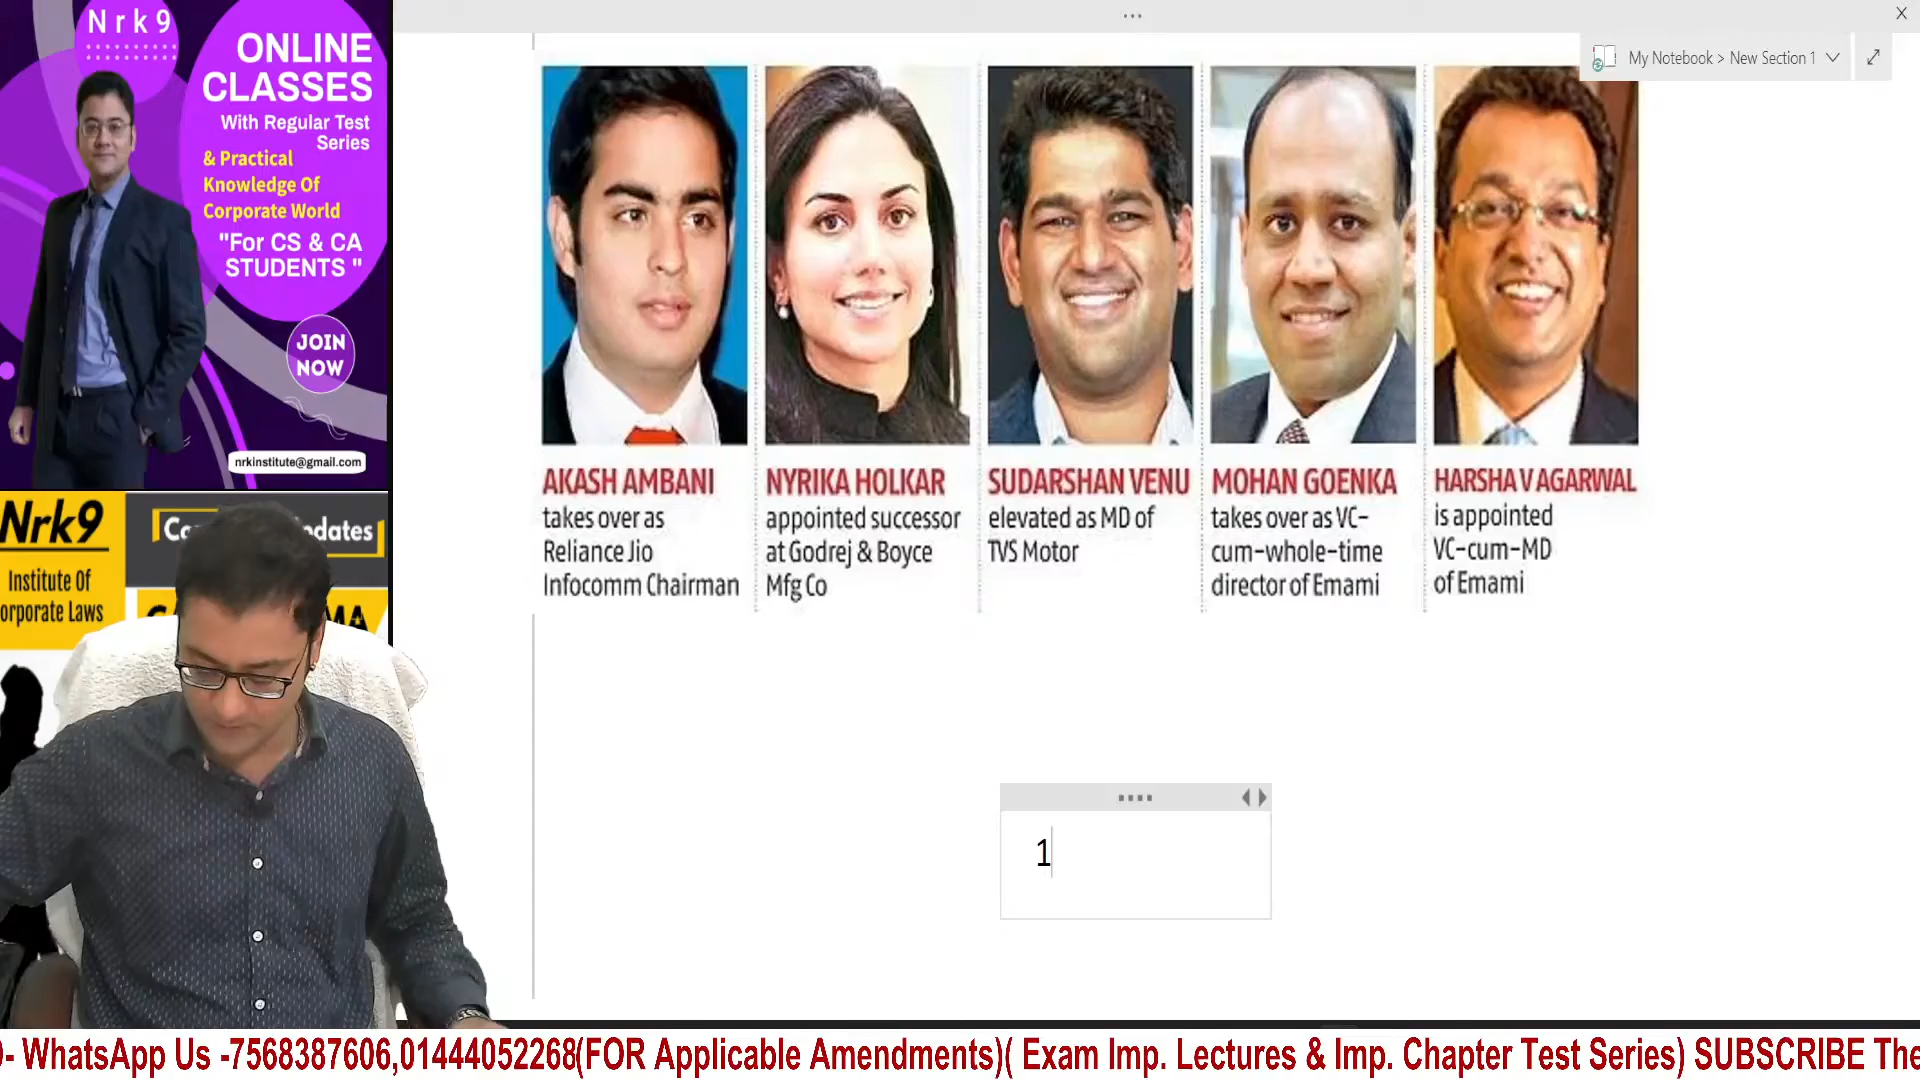 Nrk9
ONLINE
CLASSES
With Regular Test
Series
& Practical
Knowledge Of
Corporate World
"For CS & CA
STUDENTS "
JOIN
NOW
nrkinstitute@gmail.com
Nrk9
Institute Of
orporate Laws
dates
...
X
My Notebook > New Section 1
AKASH AMBANI
takes over as
Reliance Jio
Infocomm Chairman
NYRIKA HOLKAR
appointed successor
at Godrej & Boyce
Mfg Co
SUDARSHAN VENU
elevated as MD of
TVS Motor
MOHAN GOENKA
takes over as VC-
cum-whole-time
director of Emami
HARSHA V AGARWAL
is appointed
VC-cum-MD
of Emami
1
- WhatsApp Us -7568387606,01444052268(FOR Applicable Amendments)( Exam Imp. Lectures & Imp. Chapter Test Series) SUBSCRIBE The